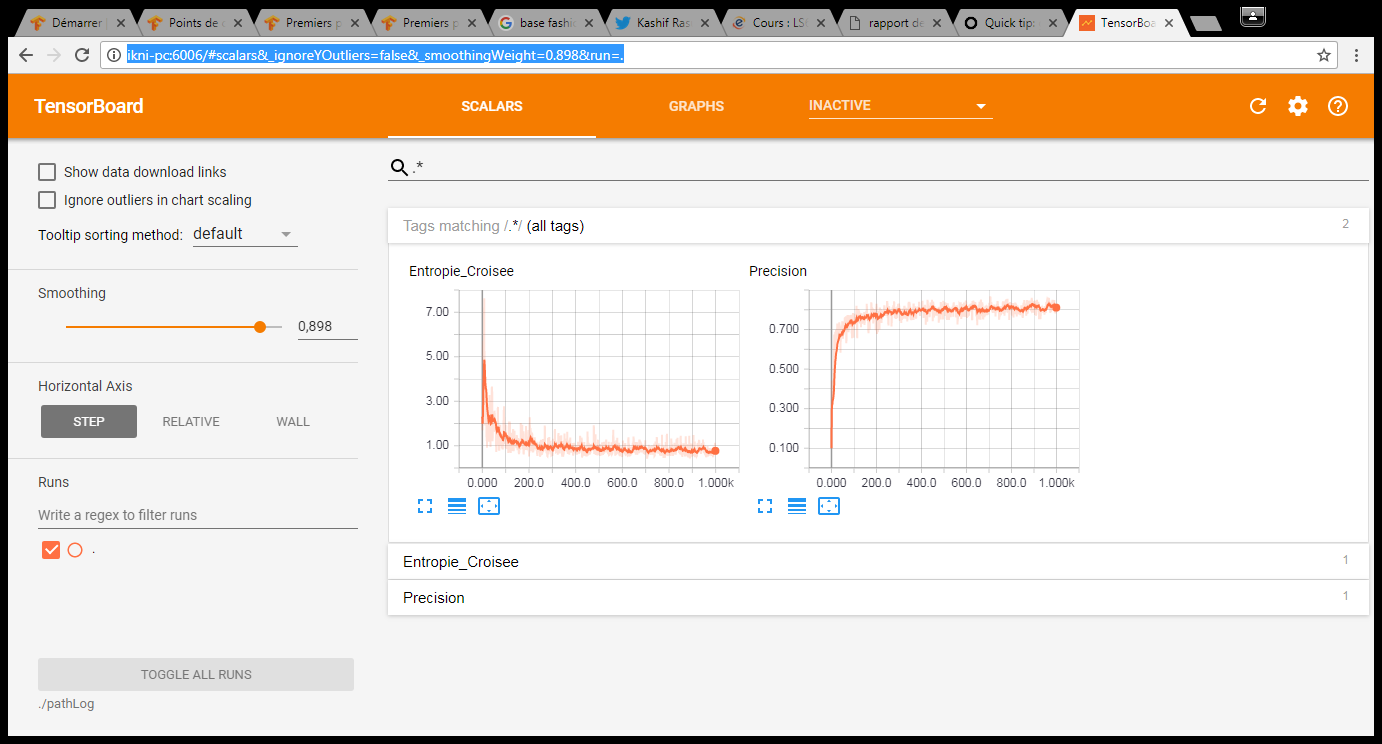 Démarrer
Points de
Premiers p
Premiers p
base fashi
Kashif Ras
Cours : LS
rapport de
Quick tip
TensorBoa
ikni-pc:6006/#scalars&_ignoreYOutliers=false&_smoothingWeight=0.898&run=.
TensorBoard
SCALARS
GRAPHS
INACTIVE
Show data download links
Ignore outliers in chart scaling
Tooltip sorting method: default
Smoothing
0,898
Horizontal Axis
STEP RELATIVE WALL
Runs
Write a regex to filter runs
.
TOGGLE ALL RUNS
./pathLog
.*
Tags matching /.*/ (all tags) 2
Entropie_Croisee
7.00
5.00
3.00
1.00
0.000 200.0 400.0 600.0 800.0 1.000k
Precision
0.700
0.500
0.300
0.100
0.000 200.0 400.0 600.0 800.0 1.000k
Entropie_Croisee 1
Precision 1